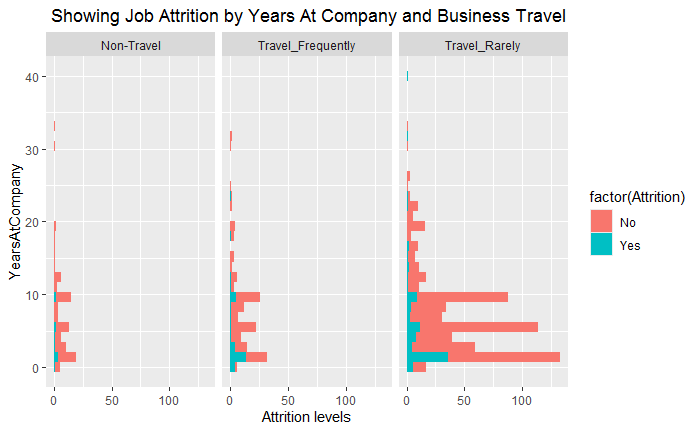 Showing Job Attrition by Years At Company and Business Travel
Non-Travel Travel_Frequently Travel_Rarely
YearsAtCompany
40
30
20
10
0
0 50 100 0 50 100 0 50 100
Attrition levels
factor(Attrition)
No
Yes